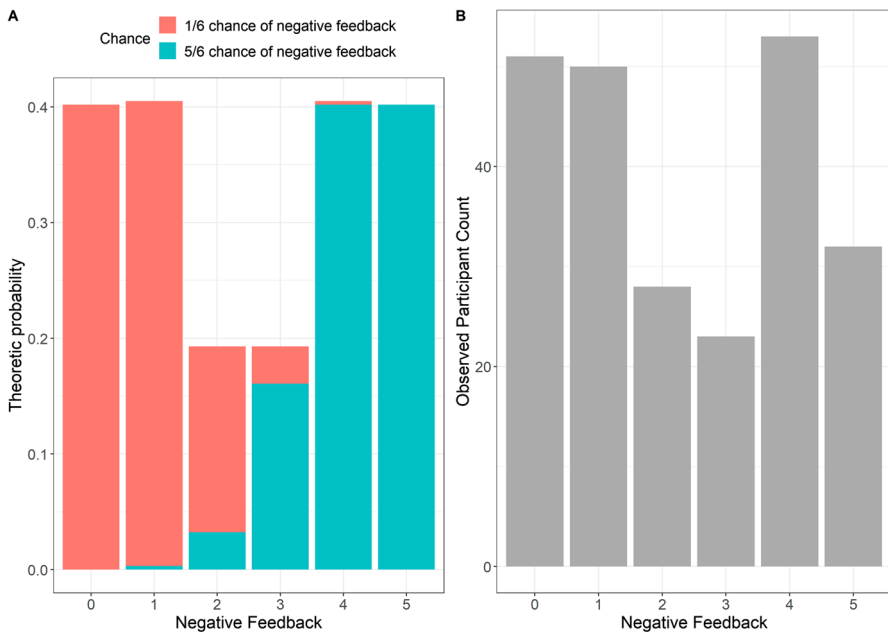 A
Chance
1/6 chance of negative feedback
5/6 chance of negative feedback
Theoretic probability
0.4
0.3
0.2
0.1
0.0
0 1 2 3 4 5
Negative Feedback
B
Observed Participant Count
40
20
0
0 1 2 3 4 5
Negative Feedback